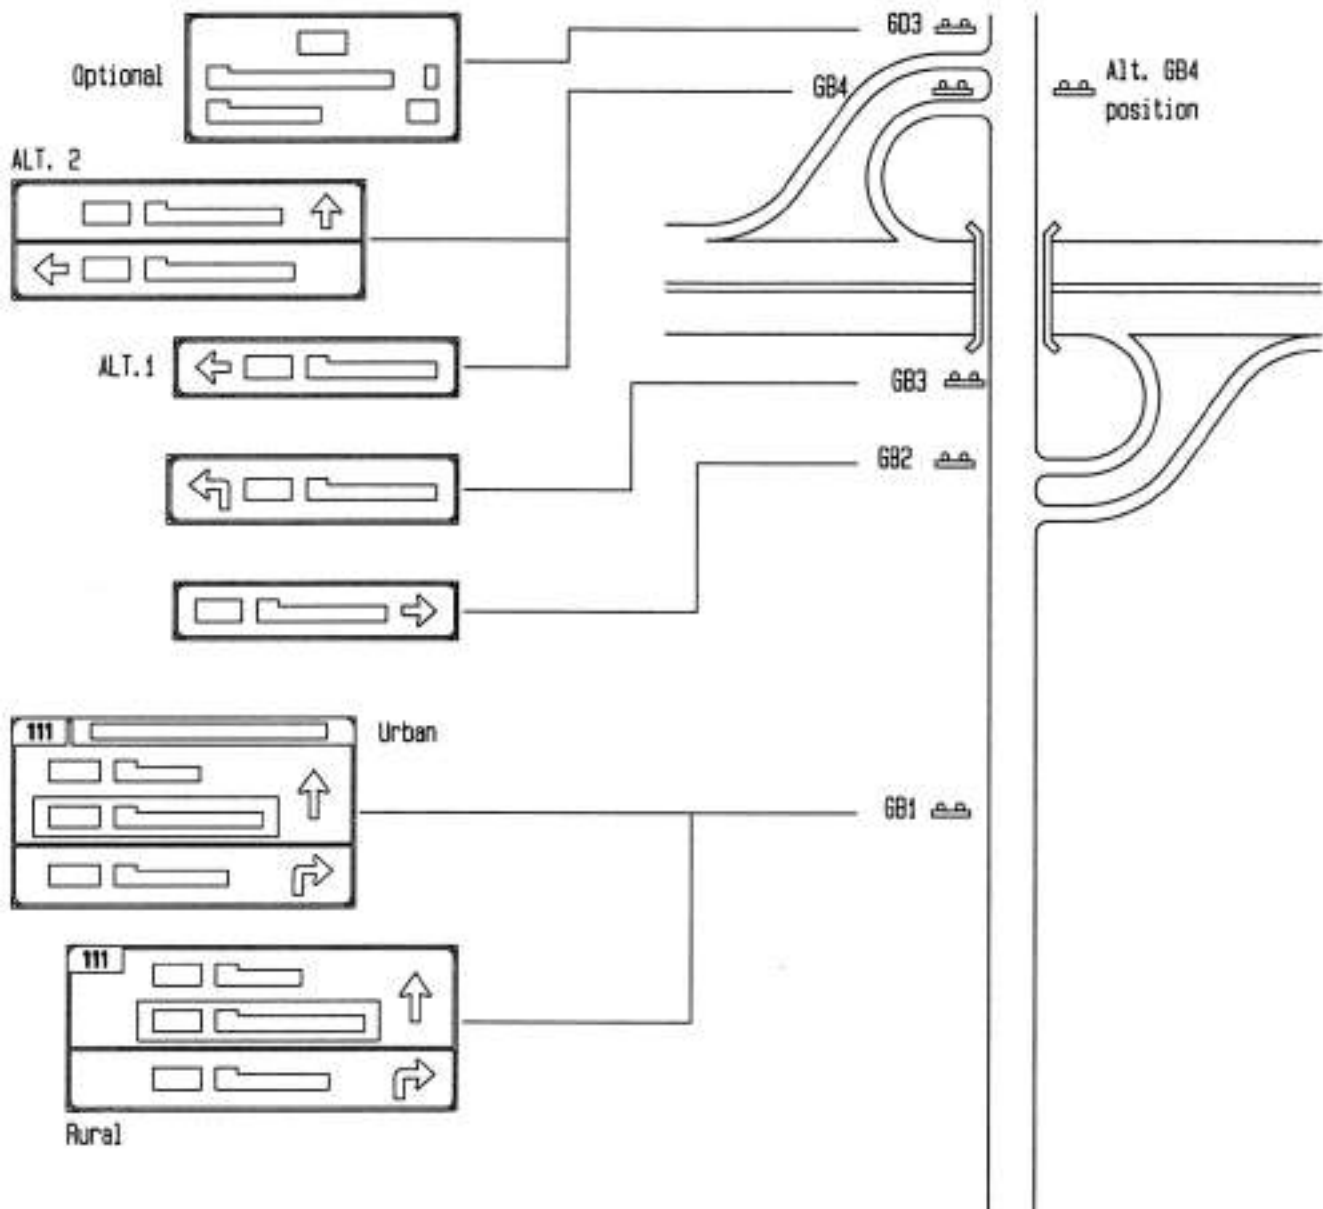 GD3
Optional
GB4
Alt. GB4
position
ALT. 2
ALT.1
GB3
GB2
111
Urban
GB1
111
Rural